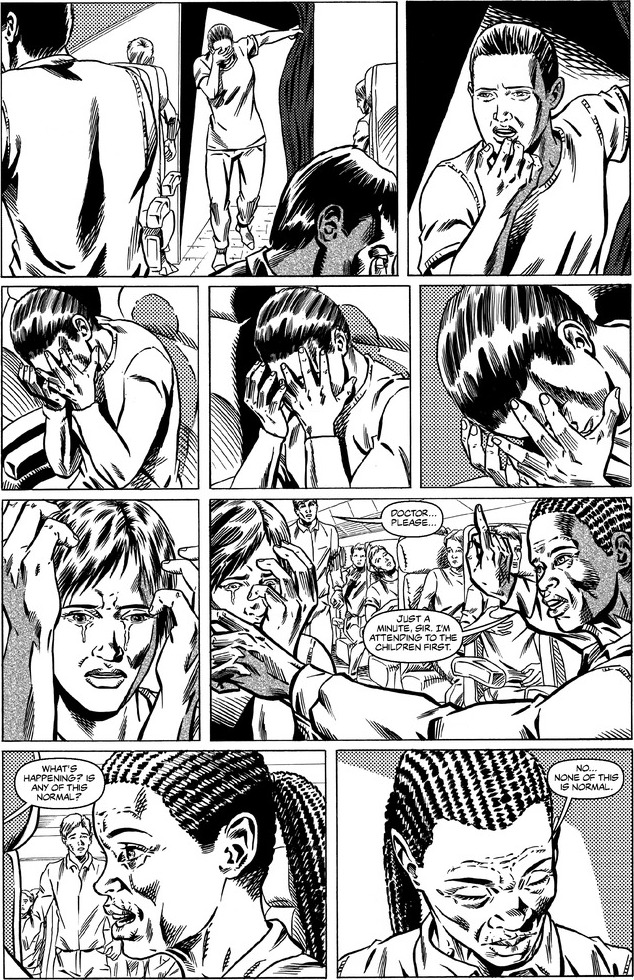 DOCTOR,
PLEASE...
JUST A
MINUTE, SIR. I'M
ATTENDING TO THE
CHILDREN FIRST.
WHAT'S
HAPPENING? IS
ANY OF THIS
NORMAL?
NO...
NONE OF THIS
IS NORMAL.